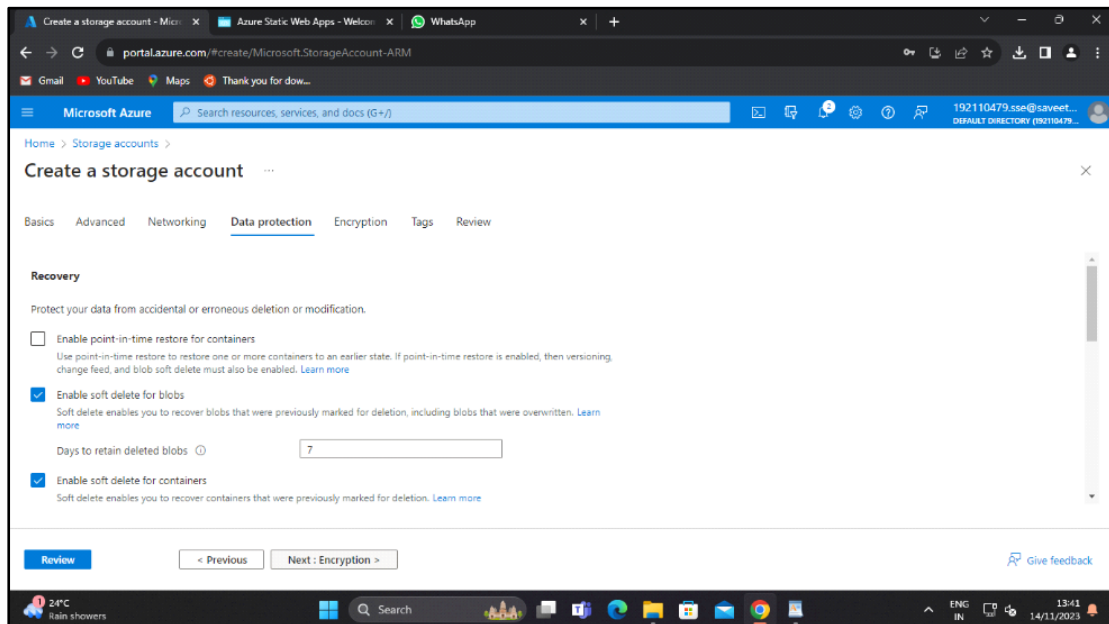 Create a storage account - Micr
Azure Static Web Apps - Welcon
WhatsApp
portal.azure.com/#create/Microsoft.StorageAccount-ARM
Gmail
YouTube
Maps
Thank you for dow...
Microsoft Azure
Search resources, services, and docs (G+/)
2
192110479.sse@saveet...
DEFAULT DIRECTORY (192110479...
Home > Storage accounts >
Create a storage account ...
Basics Advanced Networking Data protection Encryption Tags Review
Recovery
Protect your data from accidental or erroneous deletion or modification.
Enable point-in-time restore for containers
Use point-in-time restore to restore one or more containers to an earlier state. If point-in-time restore is enabled, then versioning,
change feed, and blob soft delete must also be enabled. Learn more
Enable soft delete for blobs
Soft delete enables you to recover blobs that were previously marked for deletion, including blobs that were overwritten. Learn
more
Days to retain deleted blobs 7
Enable soft delete for containers
Soft delete enables you to recover containers that were previously marked for deletion. Learn more
Review
< Previous
Next : Encryption >
Give feedback
1
24°C
Rain showers
Search
ENG
IN
13:41
14/11/2023